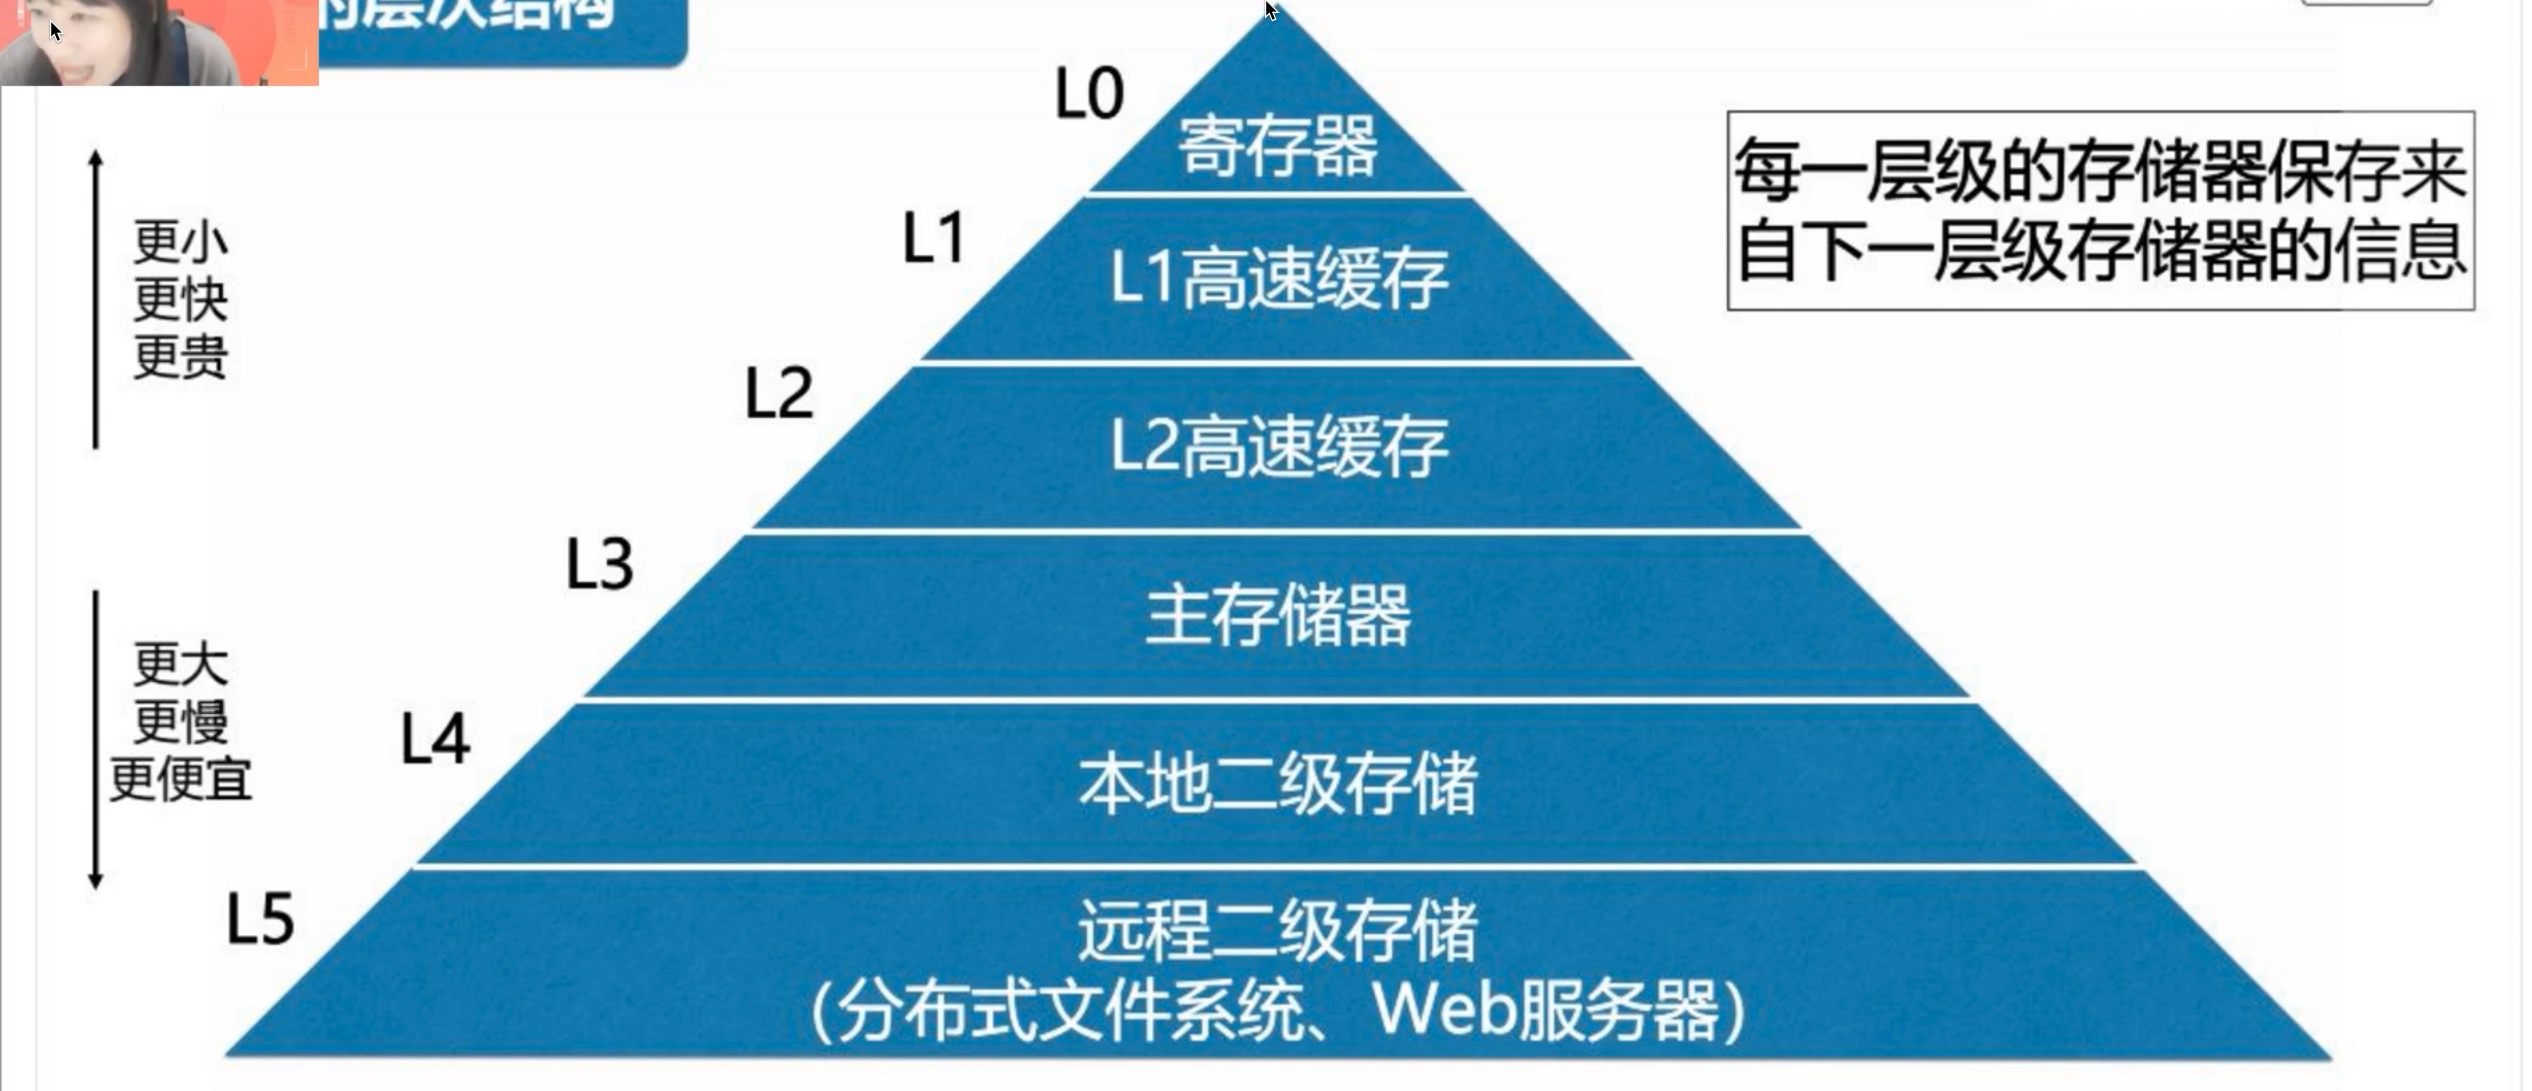 的层次结构
L0
寄存器
每一层级的存储器保存来
自下一层级存储器的信息
L1
L1高速缓存
更小
更快
更贵
L2
L2高速缓存
L3
主存储器
更大
更慢
更便宜
L4
本地二级存储
L5
远程二级存储
（分布式文件系统、Web服务器）